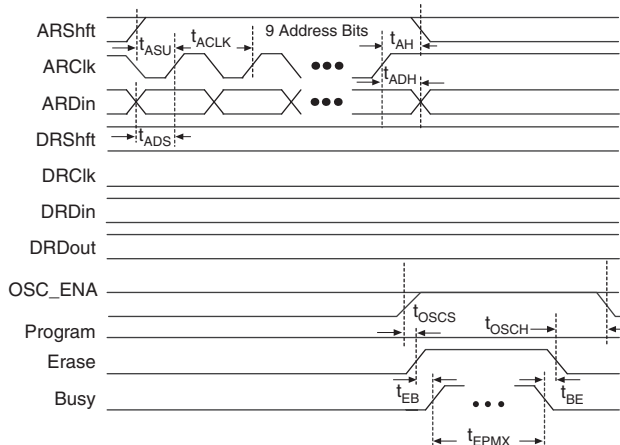 ARShft
9 Address Bits
tASU
tACLK
tAH
ARClk
tADH
ARDin
DRShft
tADS
DRClk
DRDin
DRDout
OSC_ENA
tOSCS
tOSCH
Program
Erase
tEB
tBE
Busy
tEPMX